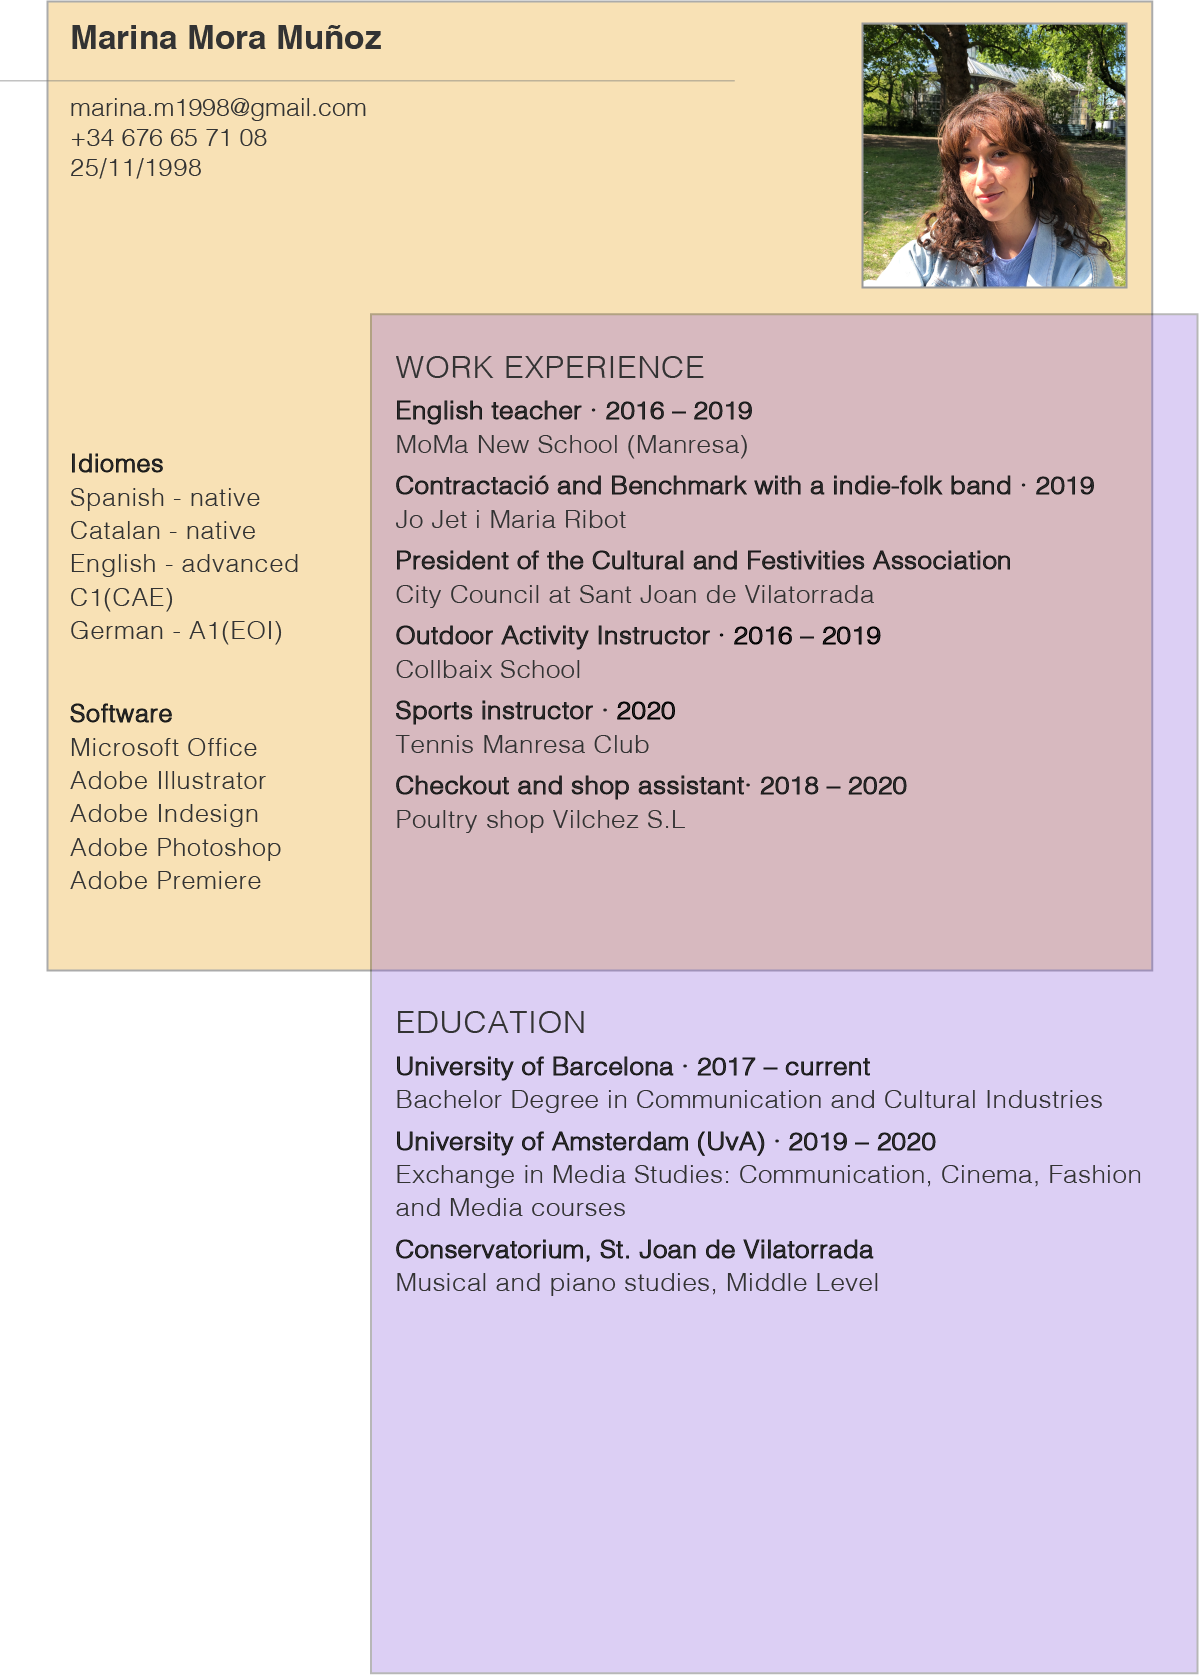 Marina Mora Muñoz
marina.m1998@gmail.com
+34 676 65 71 08
25/11/1998
Idiomes
Spanish - native
Catalan - native
English - advanced
C1(CAE)
German - A1(EOI)
Software
Microsoft Office
Adobe Illustrator
Adobe Indesign
Adobe Photoshop
Adobe Premiere
WORK EXPERIENCE
English teacher · 2016 – 2019
MoMa New School (Manresa)
Contractació and Benchmark with a indie-folk band · 2019
Jo Jet i Maria Ribot
President of the Cultural and Festivities Association
City Council at Sant Joan de Vilatorrada
Outdoor Activity Instructor · 2016 – 2019
Collbaix School
Sports instructor · 2020
Tennis Manresa Club
Checkout and shop assistant· 2018 – 2020
Poultry shop Vilchez S.L
EDUCATION
University of Barcelona · 2017 – current
Bachelor Degree in Communication and Cultural Industries
University of Amsterdam (UvA) · 2019 – 2020
Exchange in Media Studies: Communication, Cinema, Fashion
and Media courses
Conservatorium, St. Joan de Vilatorrada
Musical and piano studies, Middle Level